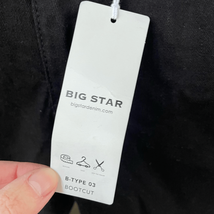 BIG STAR
bigstardenim.com
B-TYPE 03
BOOTCUT